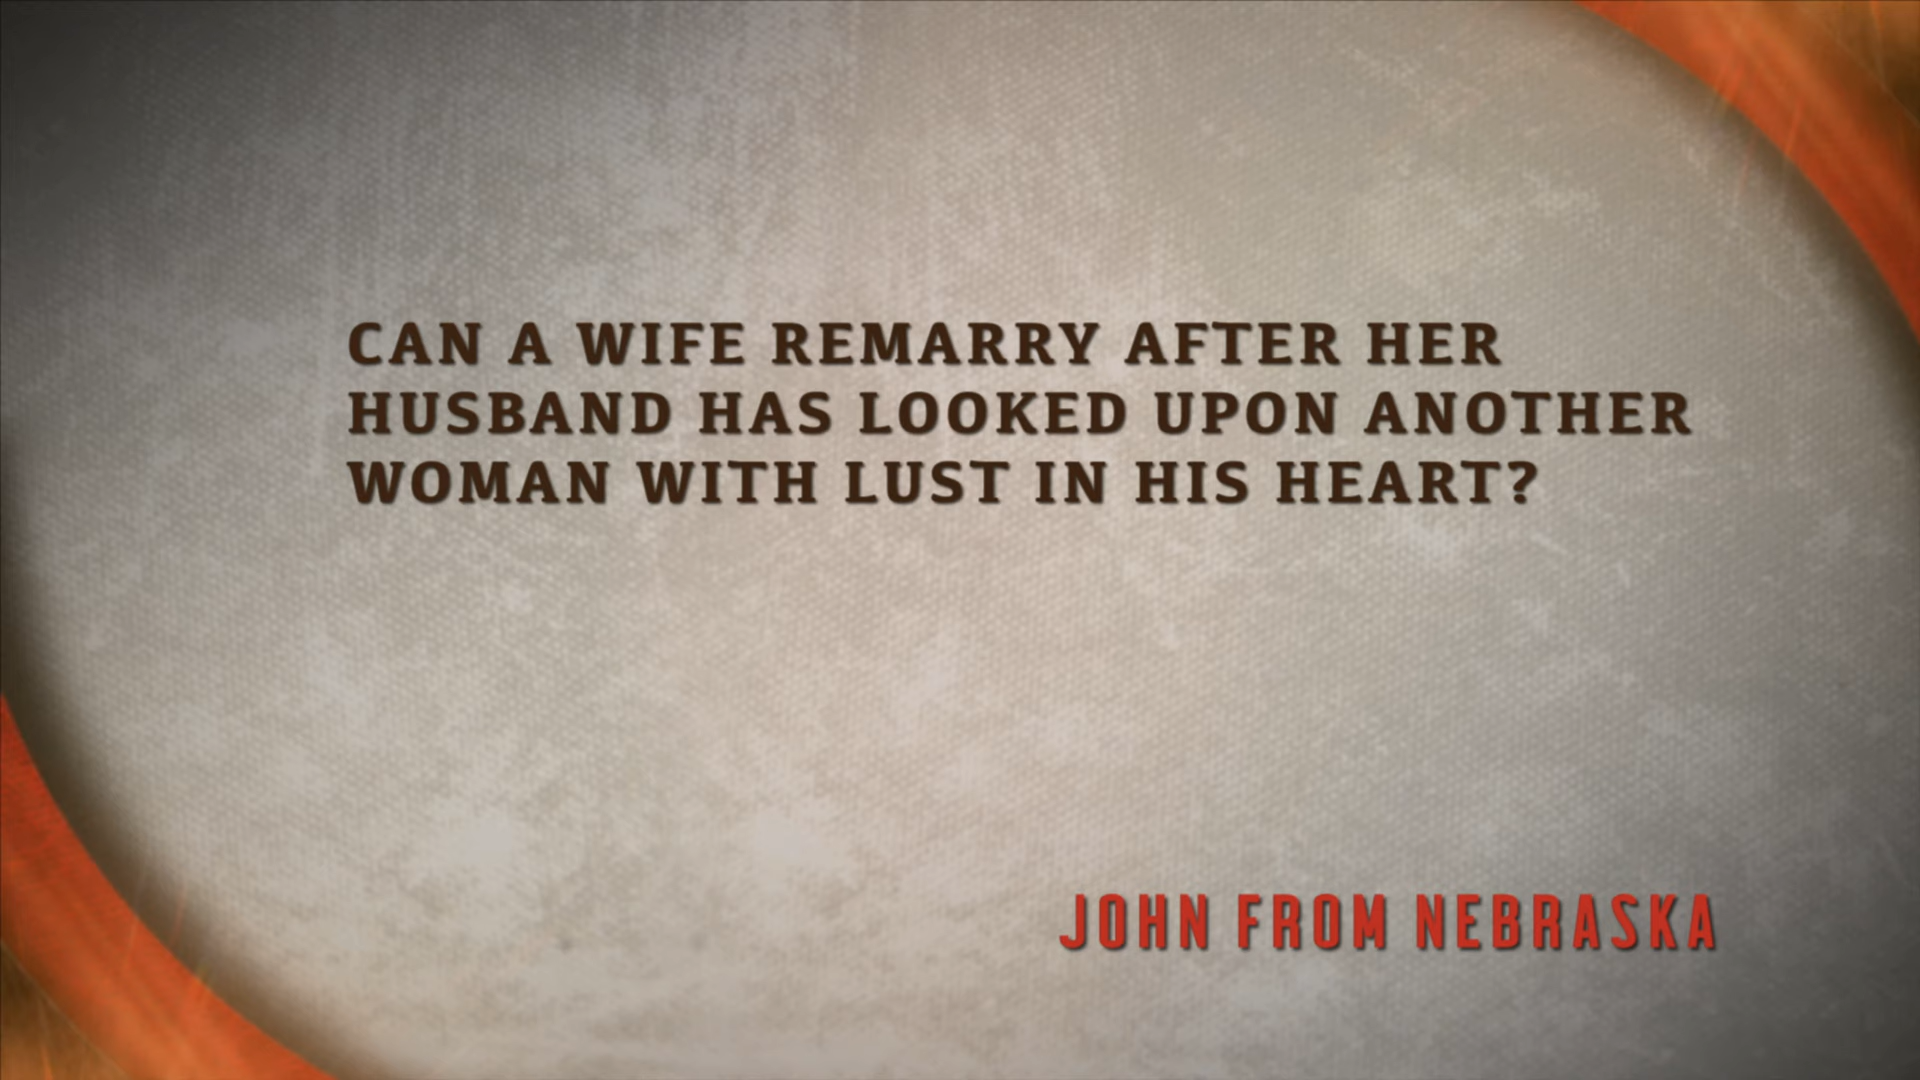 CAN A WIFE REMARRY AFTER HER
HUSBAND HAS LOOKED UPON ANOTHER
WOMAN WITH LUST IN HIS HEART?
JOHN FROM NEBRASKA